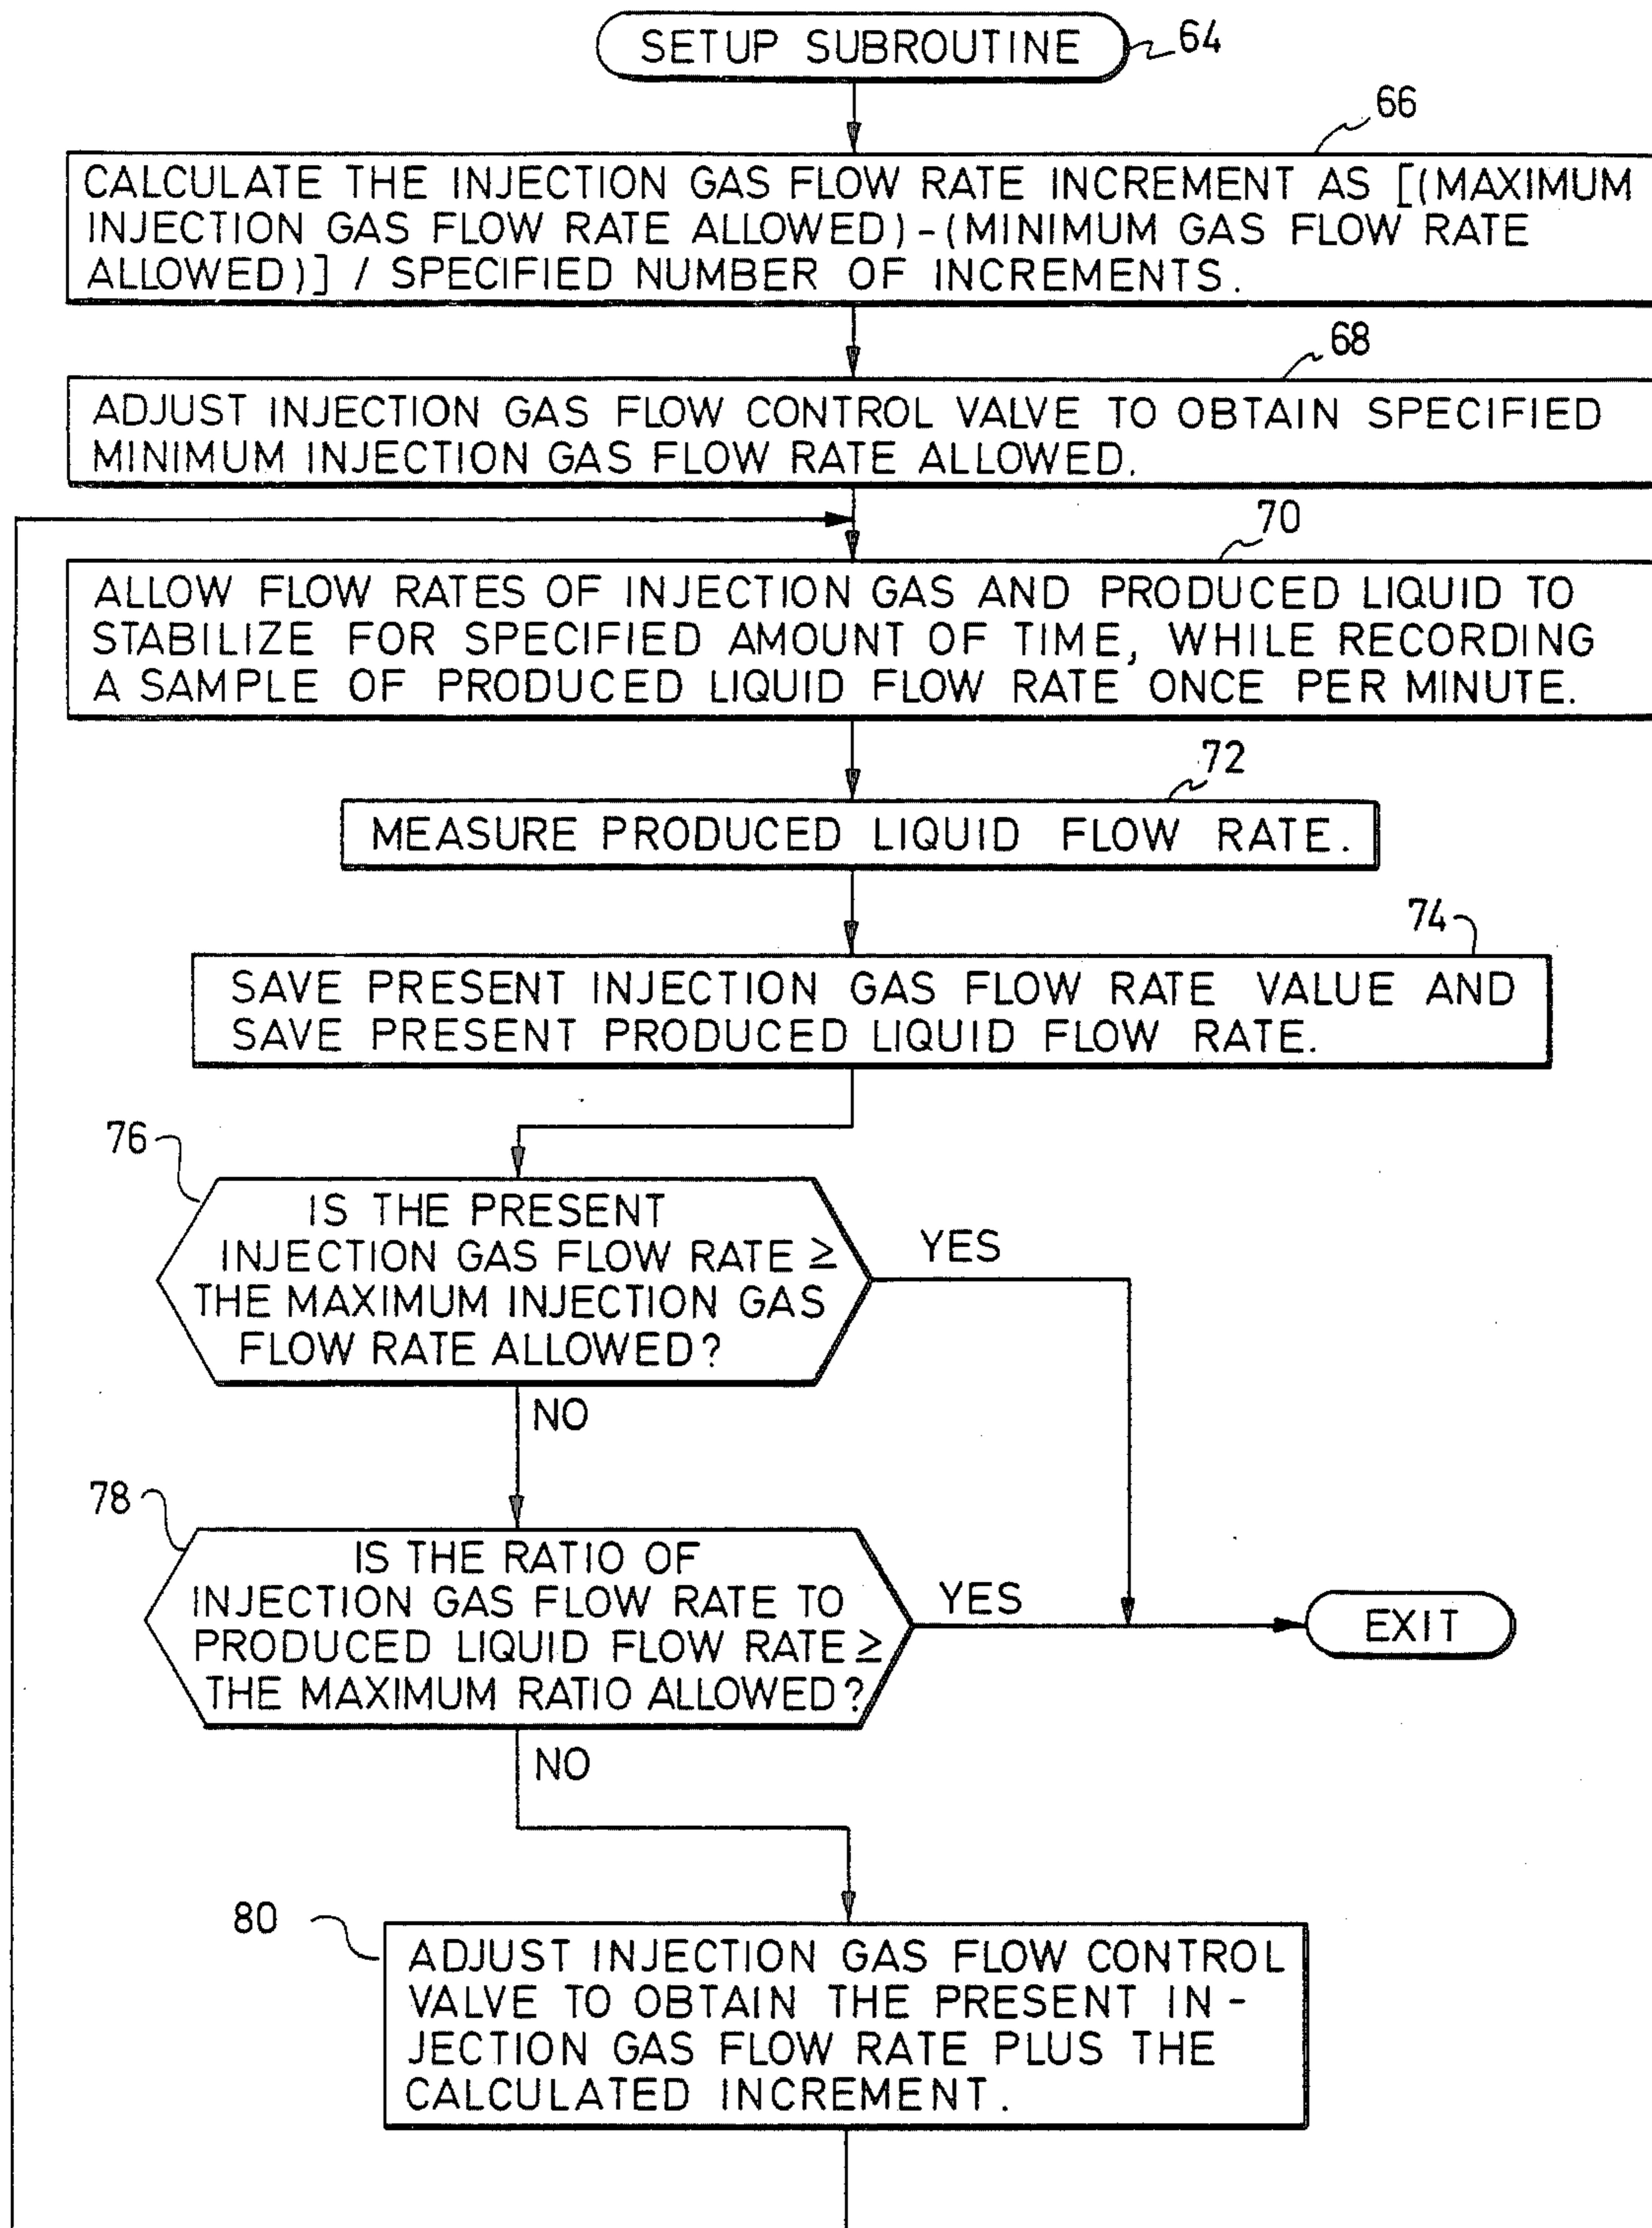 SETUP SUBROUTINE
64
66
CALCULATE THE INJECTION GAS FLOW RATE INCREMENT AS [(MAXIMUM
INJECTION GAS FLOW RATE ALLOWED)-(MINIMUM GAS FLOW RATE
ALLOWED)] / SPECIFIED NUMBER OF INCREMENTS.
68
ADJUST INJECTION GAS FLOW CONTROL VALVE TO OBTAIN SPECIFIED
MINIMUM INJECTION GAS FLOW RATE ALLOWED.
70
ALLOW FLOW RATES OF INJECTION GAS AND PRODUCED LIQUID TO
STABILIZE FOR SPECIFIED AMOUNT OF TIME, WHILE RECORDING
A SAMPLE OF PRODUCED LIQUID FLOW RATE ONCE PER MINUTE.
72
MEASURE PRODUCED LIQUID FLOW RATE.
74
SAVE PRESENT INJECTION GAS FLOW RATE VALUE AND
SAVE PRESENT PRODUCED LIQUID FLOW RATE.
76
IS THE PRESENT
INJECTION GAS FLOW RATE ≥
THE MAXIMUM INJECTION GAS
FLOW RATE ALLOWED?
YES
NO
78
IS THE RATIO OF
INJECTION GAS FLOW RATE TO
PRODUCED LIQUID FLOW RATE ≥
THE MAXIMUM RATIO ALLOWED?
YES
EXIT
NO
80
ADJUST INJECTION GAS FLOW CONTROL
VALVE TO OBTAIN THE PRESENT IN-
JECTION GAS FLOW RATE PLUS THE
CALCULATED INCREMENT.